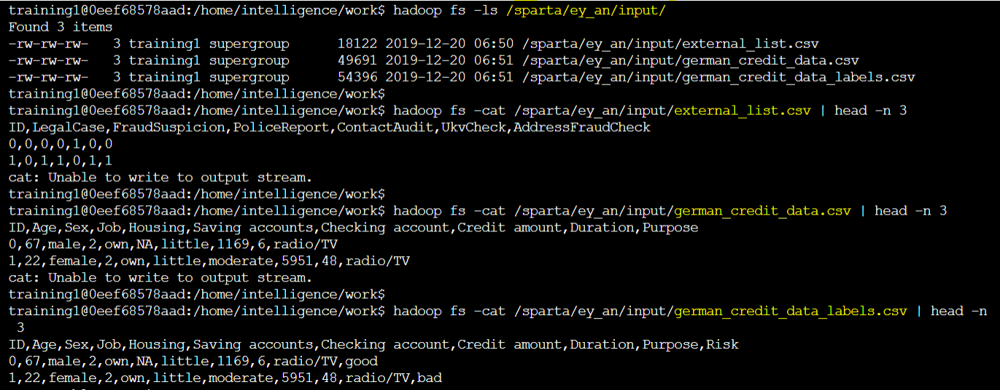 training1@0eef68578aad:/home/intelligence/work$ hadoop fs -ls /sparta/ey_an/input/
Found 3 items
-rw-rw-rw-   3 training1 supergroup      18122 2019-12-20 06:50 /sparta/ey_an/input/external_list.csv
-rw-rw-rw-   3 training1 supergroup      49691 2019-12-20 06:51 /sparta/ey_an/input/german_credit_data.csv
-rw-rw-rw-   3 training1 supergroup      54396 2019-12-20 06:51 /sparta/ey_an/input/german_credit_data_labels.csv
training1@0eef68578aad:/home/intelligence/work$
training1@0eef68578aad:/home/intelligence/work$ hadoop fs -cat /sparta/ey_an/input/external_list.csv | head -n 3
ID,LegalCase,FraudSuspicion,PoliceReport,ContactAudit,UkvCheck,AddressFraudCheck
0,0,0,0,1,0,0
1,0,1,1,0,1,1
cat: Unable to write to output stream.
training1@0eef68578aad:/home/intelligence/work$
training1@0eef68578aad:/home/intelligence/work$ hadoop fs -cat /sparta/ey_an/input/german_credit_data.csv | head -n 3
ID,Age,Sex,Job,Housing,Saving accounts,Checking account,Credit amount,Duration,Purpose
0,67,male,2,own,NA,little,1169,6,radio/TV
1,22,female,2,own,little,moderate,5951,48,radio/TV
cat: Unable to write to output stream.
training1@0eef68578aad:/home/intelligence/work$
training1@0eef68578aad:/home/intelligence/work$ hadoop fs -cat /sparta/ey_an/input/german_credit_data_labels.csv | head -n
 3
ID,Age,Sex,Job,Housing,Saving accounts,Checking account,Credit amount,Duration,Purpose,Risk
0,67,male,2,own,NA,little,1169,6,radio/TV,good
1,22,female,2,own,little,moderate,5951,48,radio/TV,bad